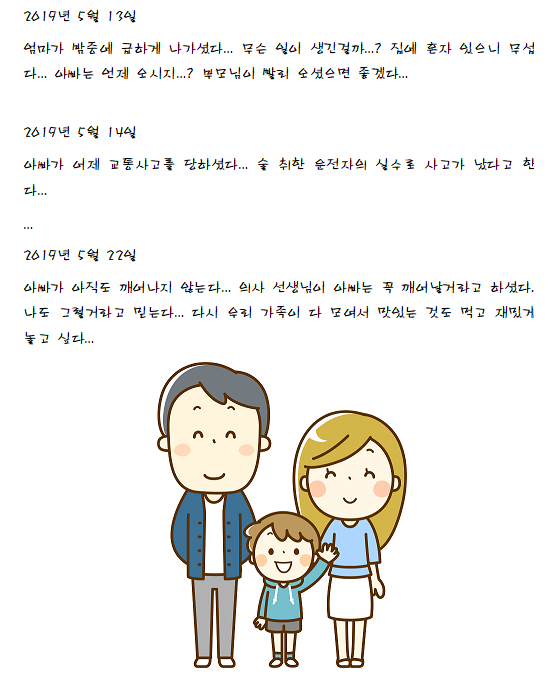 2019년 5월 13일
엄마가 밤중에 급하게 나가셨다... 무슨 일이 생긴걸까...? 집에 혼자 있으니 무섭
다... 아빠는 언제 오시지...? 부모님이 빨리 오셨으면 좋겠다...
2019년 5월 14일
아빠가 어제 교통사고를 당하셨다... 술 취한 운전자의 실수로 사고가 났다고 한
다...
...
2019년 5월 22일
아빠가 아직도 깨어나지 않는다... 의사 선생님이 아빠는 꼭 깨어날거라고 하셨다.
나도 그럴거라고 믿는다... 다시 우리 가족이 다 모여서 맛있는 것도 먹고 재밌게
놀고 싶다...